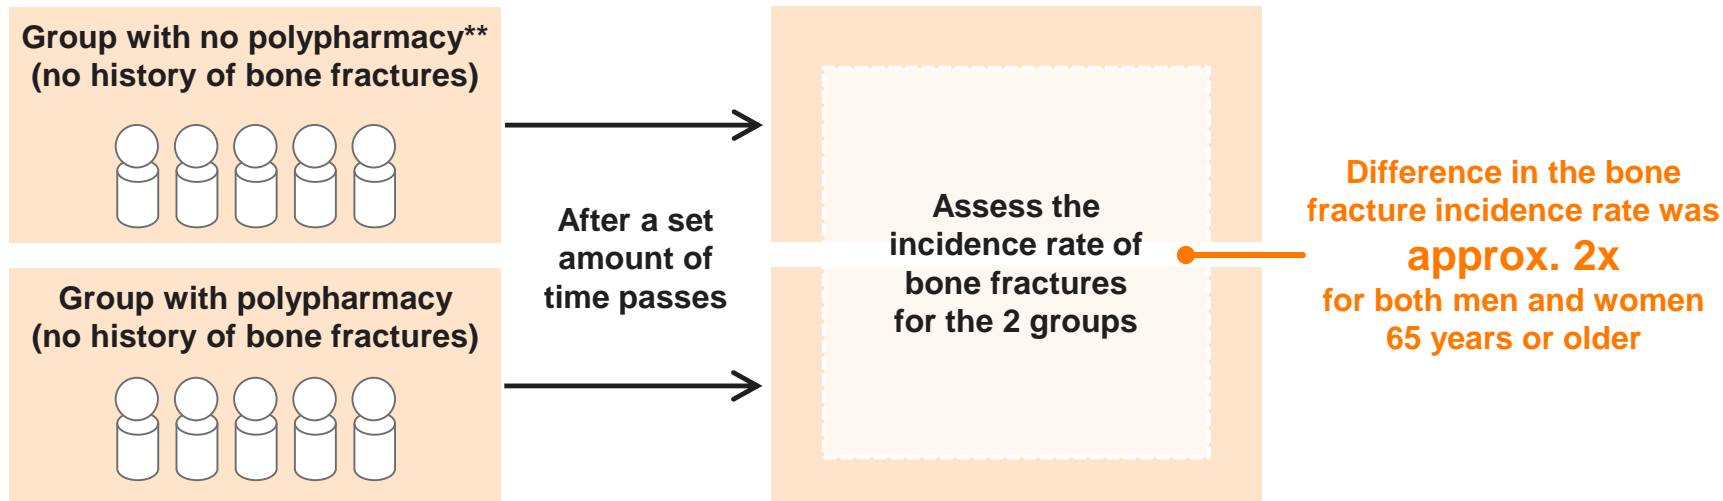 Group with no polypharmacy**
(no history of bone fractures)
Group with polypharmacy
(no history of bone fractures)
After a set
amount of
time passes
Assess the
incidence rate of
bone fractures
for the 2 groups
Difference in the bone
fracture incidence rate was
approx. 2x
for both men and women
65 years or older